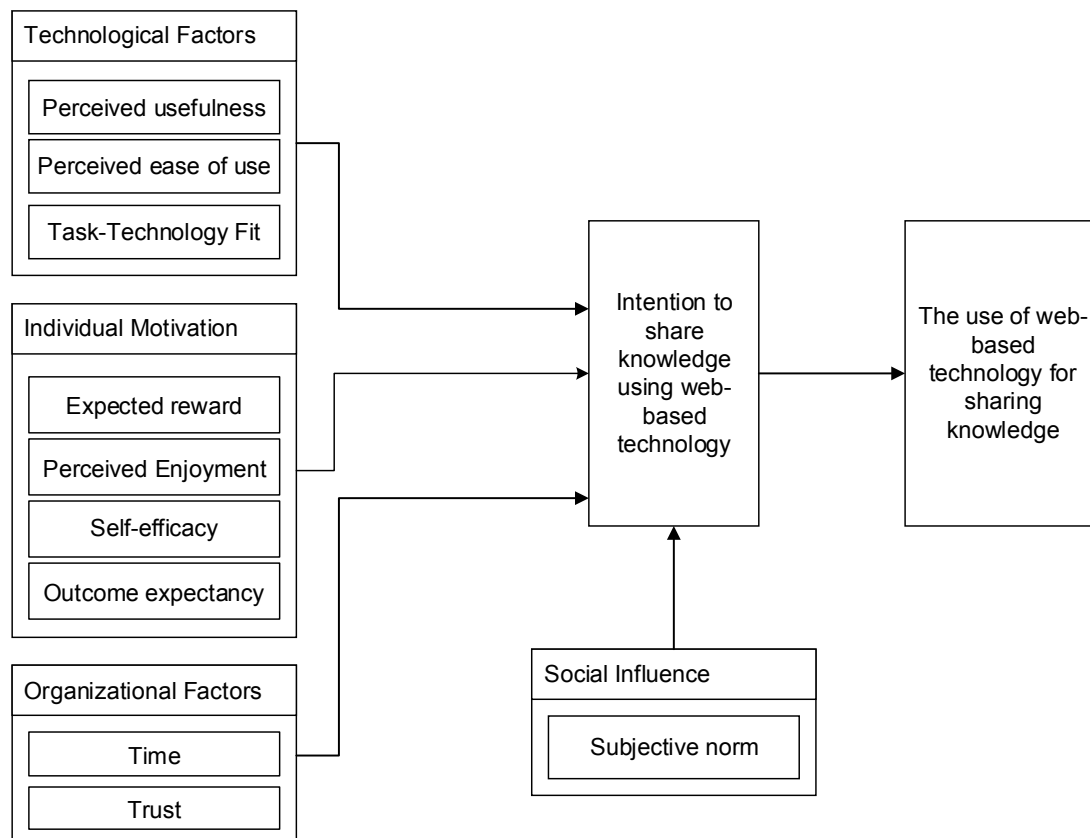 Technological Factors
Perceived usefulness
Perceived ease of use
Task-Technology Fit
Individual Motivation
Expected reward
Perceived Enjoyment
Self-efficacy
Outcome expectancy
Organizational Factors
Time
Trust
Intention to
share
knowledge
using web-
based
technology
Social Influence
Subjective norm
The use of web-
based
technology for
sharing
knowledge